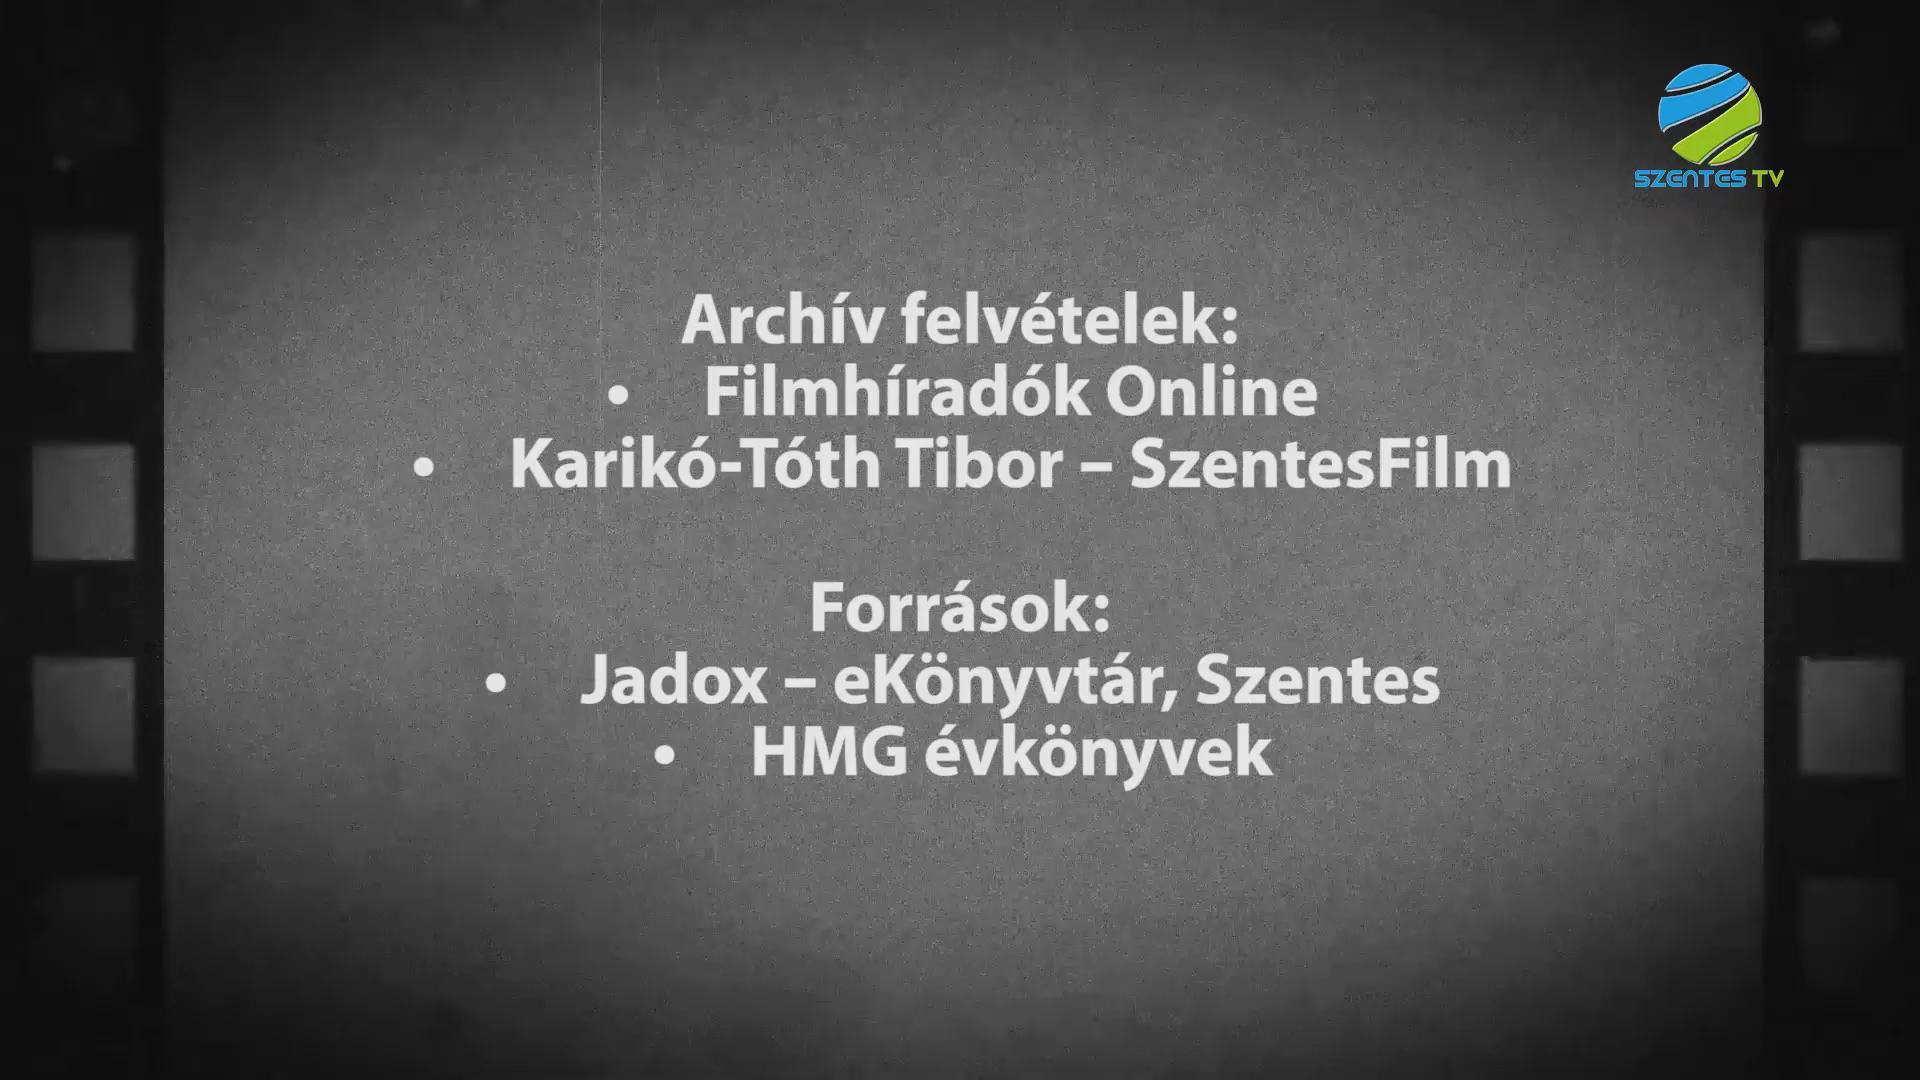 SZENTES TV
Archív felvételek:
• Filmhíradók Online
• Karikó-Tóth Tibor – SzentesFilm
Források:
• Jadox – eKönyvtár, Szentes
• HMG évkönyvek